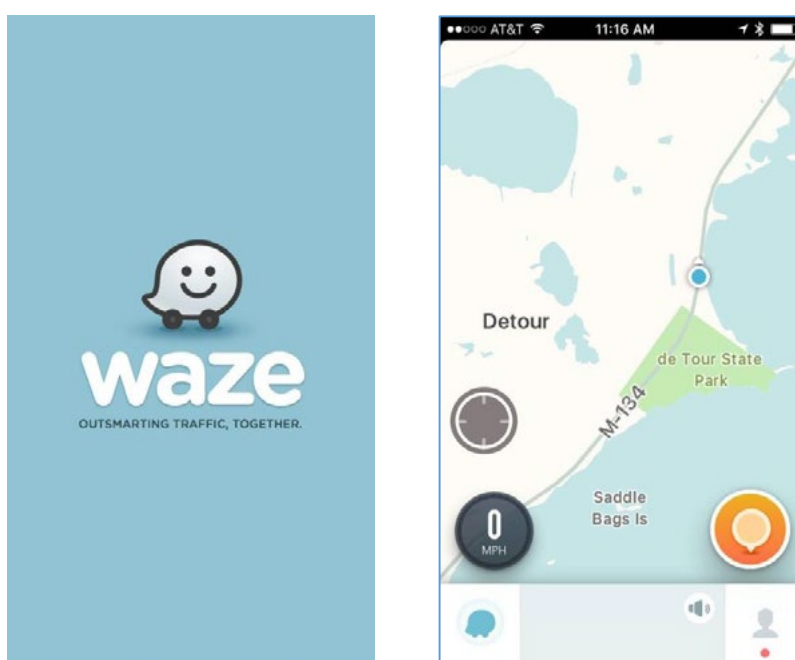 waze
OUTSMARTING TRAFFIC, TOGETHER.
AT&T 11:16 AM
Detour
de Tour State
Park
M-134
Saddle
Bags Is
0
MPH